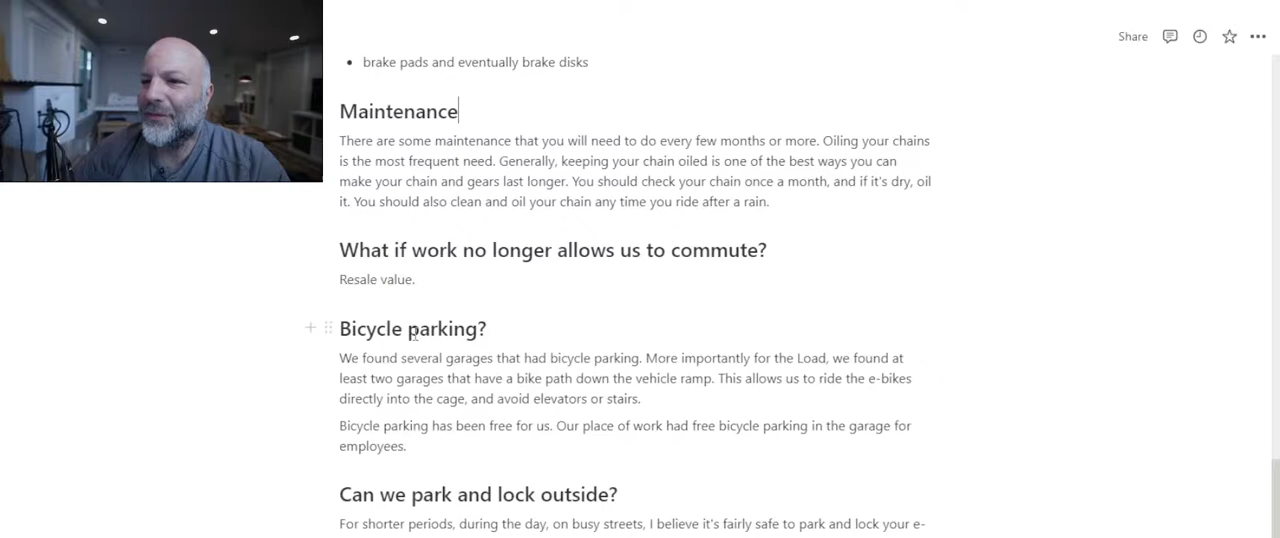 Share
• brake pads and eventually brake disks
Maintenance
There are some maintenance that you will need to do every few months or more. Oiling your chains
is the most frequent need. Generally, keeping your chain oiled is one of the best ways you can
make your chain and gears last longer. You should check your chain once a month, and if it's dry, oil
it. You should also clean and oil your chain any time you ride after a rain.
What if work no longer allows us to commute?
Resale value.
Bicycle parking?
We found several garages that had bicycle parking. More importantly for the Load, we found at
least two garages that have a bike path down the vehicle ramp. This allows us to ride the e-bikes
directly into the cage, and avoid elevators or stairs.
Bicycle parking has been free for us. Our place of work had free bicycle parking in the garage for
employees.
Can we park and lock outside?
For shorter periods, during the day, on busy streets, I believe it's fairly safe to park and lock your e-